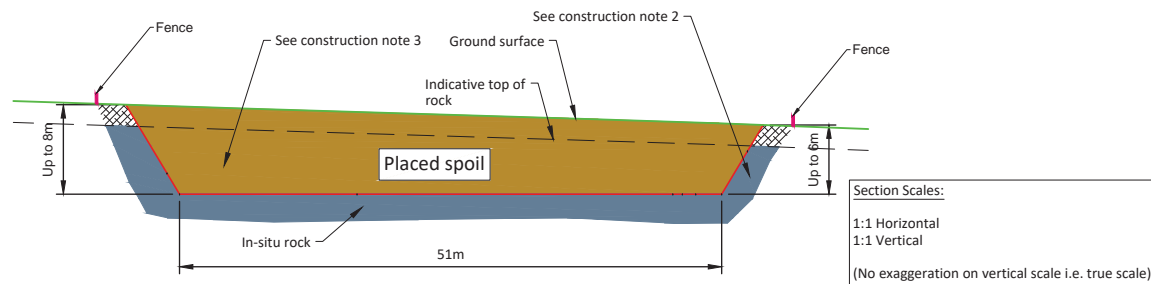 See construction note 2
Fence
See construction note 3
Ground surface
Fence
Indicative top of
rock
Up to 8m
Placed spoil
Up to 6m
In-situ rock
51m
Section Scales:
1:1 Horizontal
1:1 Vertical
(No exaggeration on vertical scale i.e. true scale)